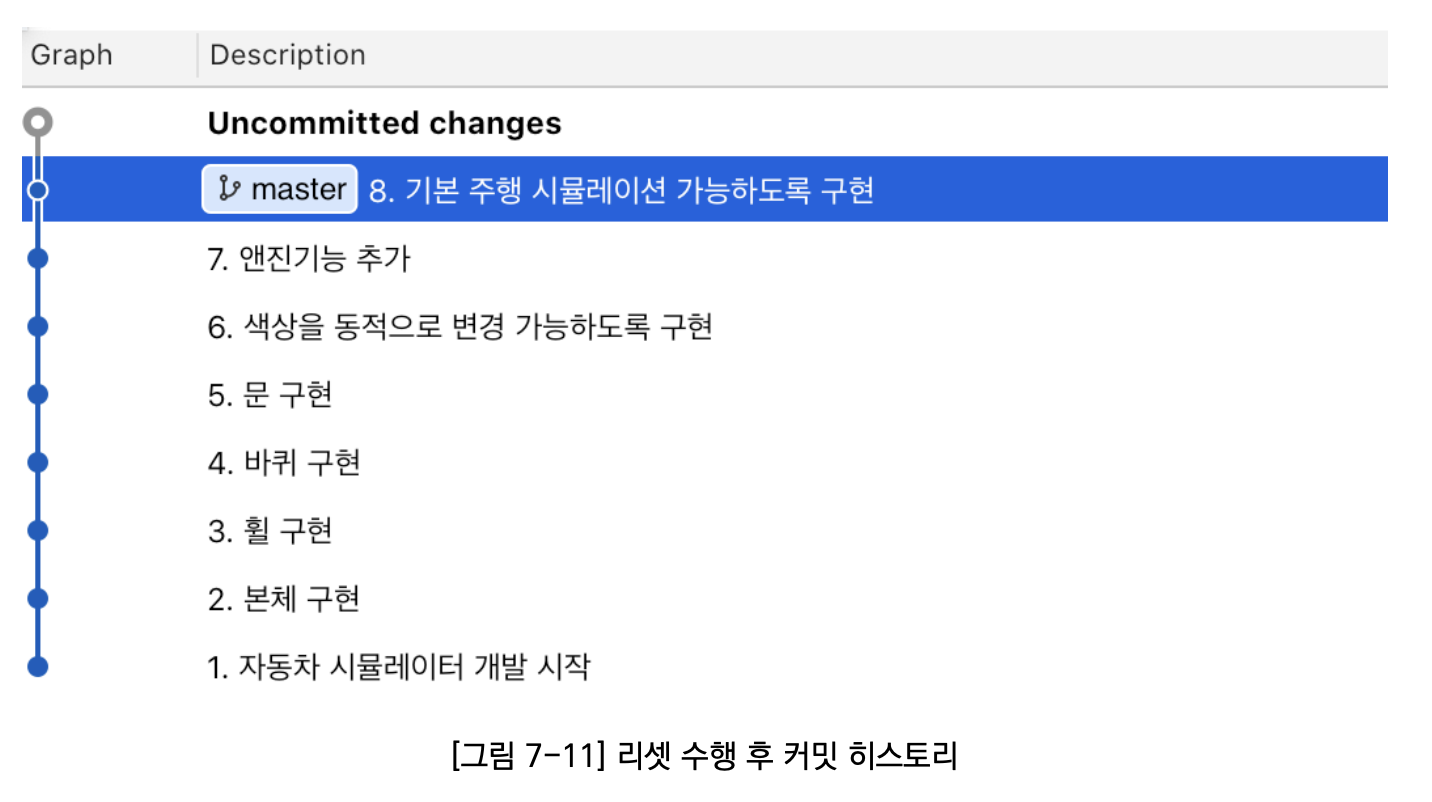 Graph Description
Uncommitted changes
master 8. 기본 주행 시뮬레이션 가능하도록 구현
7. 앤진기능 추가
6. 색상을 동적으로 변경 가능하도록 구현
5. 문 구현
4. 바퀴 구현
3. 휠 구현
2. 본체 구현
1. 자동차 시뮬레이터 개발 시작
[그림 7-11] 리셋 수행 후 커밋 히스토리